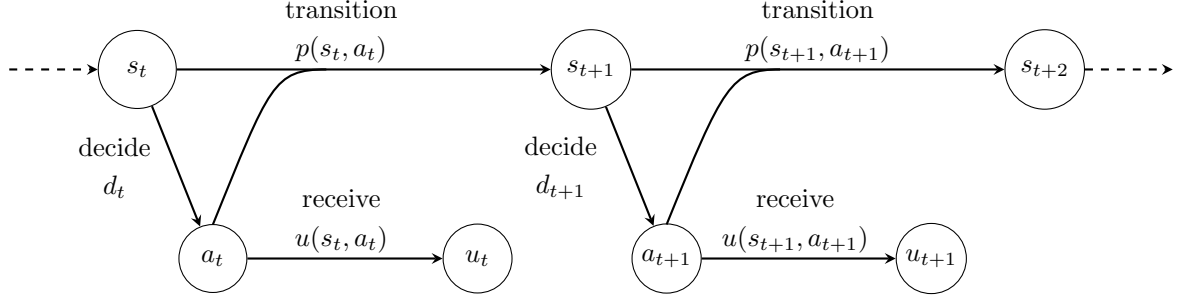 transition
transition
p(s_t, a_t)
p(s_{t+1}, a_{t+1})
s_t
s_{t+1}
s_{t+2}
decide
decide
d_t
d_{t+1}
receive
receive
u(s_t, a_t)
u(s_{t+1}, a_{t+1})
a_t
u_t
a_{t+1}
u_{t+1}